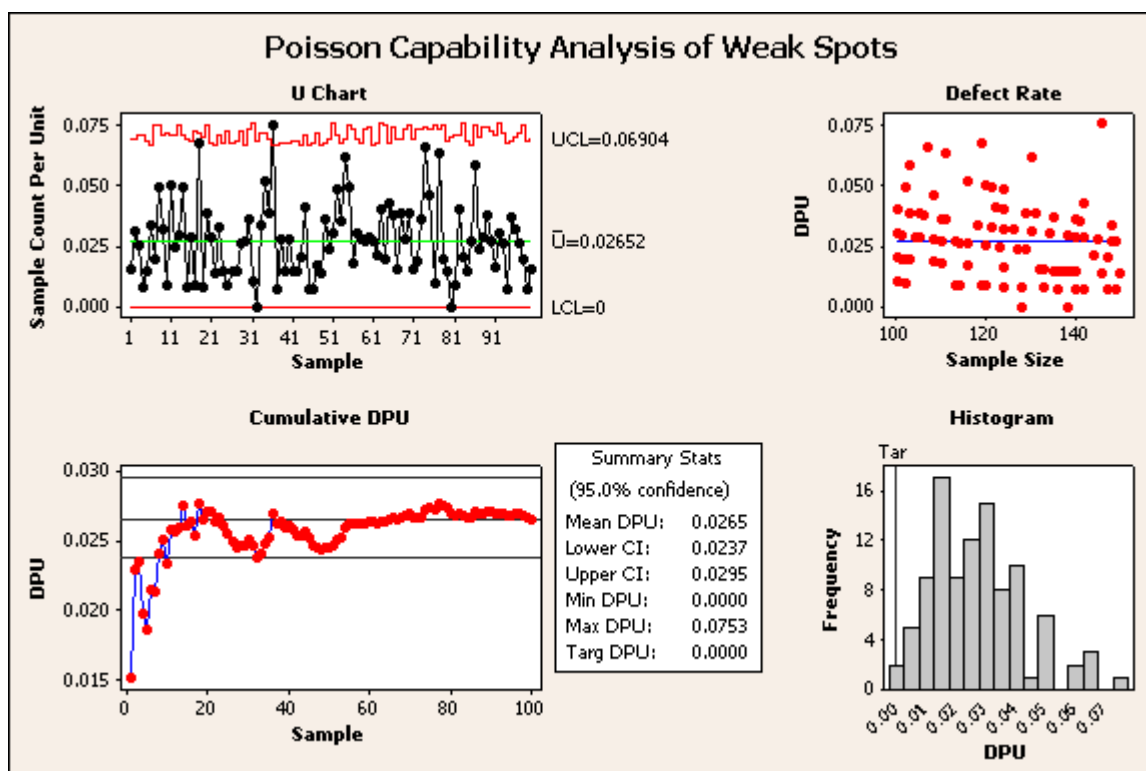 Poisson Capability Analysis of Weak Spots
U Chart
Sample Count Per Unit
0.075
0.050
0.025
0.000
UCL=0.06904
U̅=0.02652
LCL=0
1 11 21 31 41 51 61 71 81 91
Sample
Defect Rate
DPU
0.075
0.050
0.025
0.000
100 120 140
Sample Size
Cumulative DPU
DPU
0.030
0.025
0.020
0.015
0 20 40 60 80 100
Sample
Summary Stats
(95.0% confidence)
Mean DPU: 0.0265
Lower CI: 0.0237
Upper CI: 0.0295
Min DPU: 0.0000
Max DPU: 0.0753
Targ DPU: 0.0000
Histogram
Tar
Frequency
16
12
8
4
0
0.00 0.01 0.02 0.03 0.04 0.05 0.06 0.07
DPU